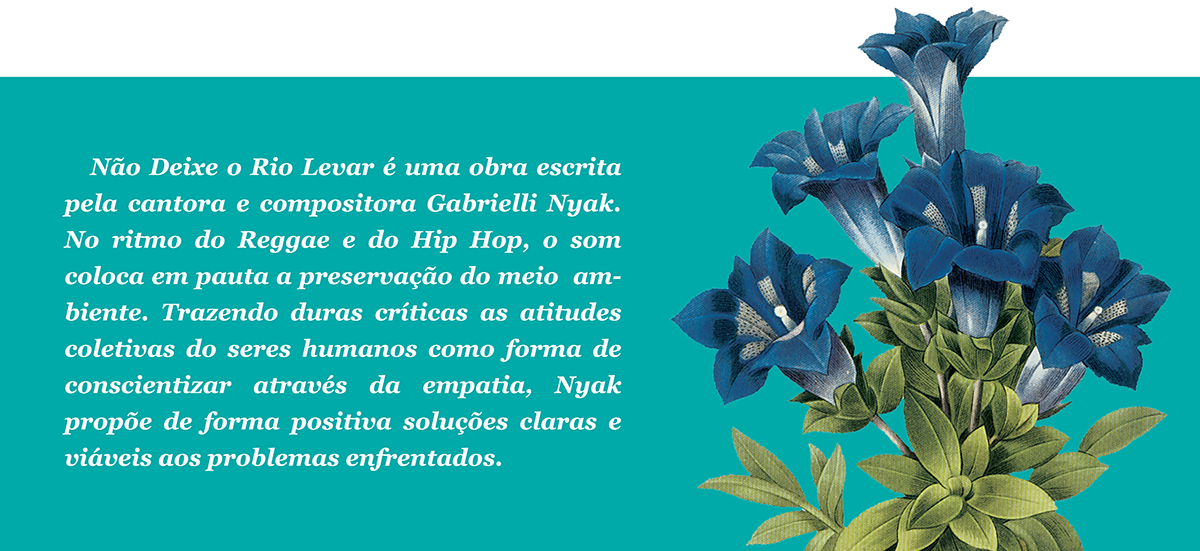 Não Deixe o Rio Levar é uma obra escrita
pela cantora e compositora Gabrielli Nyak.
No ritmo do Reggae e do Hip Hop, o som
coloca em pauta a preservação do meio  am-
biente. Trazendo duras críticas as atitudes
coletivas do seres humanos como forma de
conscientizar através da empatia, Nyak
propõe de forma positiva soluções claras e
viáveis aos problemas enfrentados.